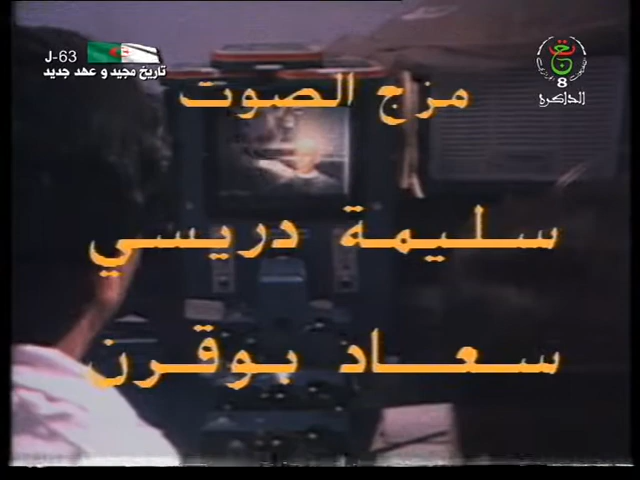 J-63
تاريخ مجيد و عهد جديد
8
الذاكرة
مزج الصوت
سليمة دريسي
سعاد بوقرن